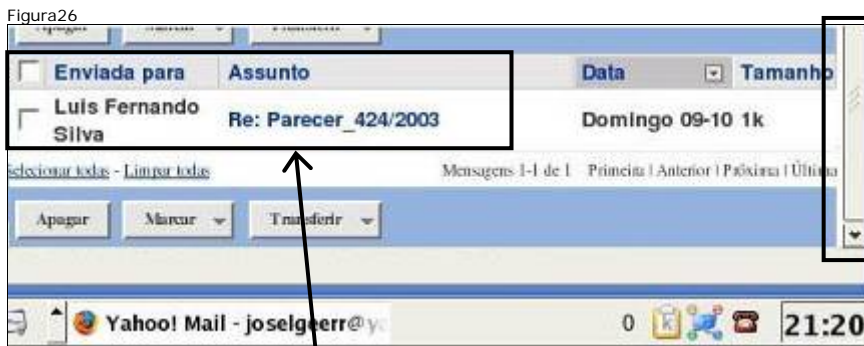 Figura26
Apagar Marcar Transferir
Enviada para Assunto Data Tamanho
Luis Fernando Silva Re: Parecer_424/2003 Domingo 09-10 1k
Selecionar todas - Limpar todas Mensagens 1-1 de 1 Primeira | Anterior | Próxima | Última
Apagar Marcar Transferir
Yahoo! Mail - joselgeerr@y 0 21:20